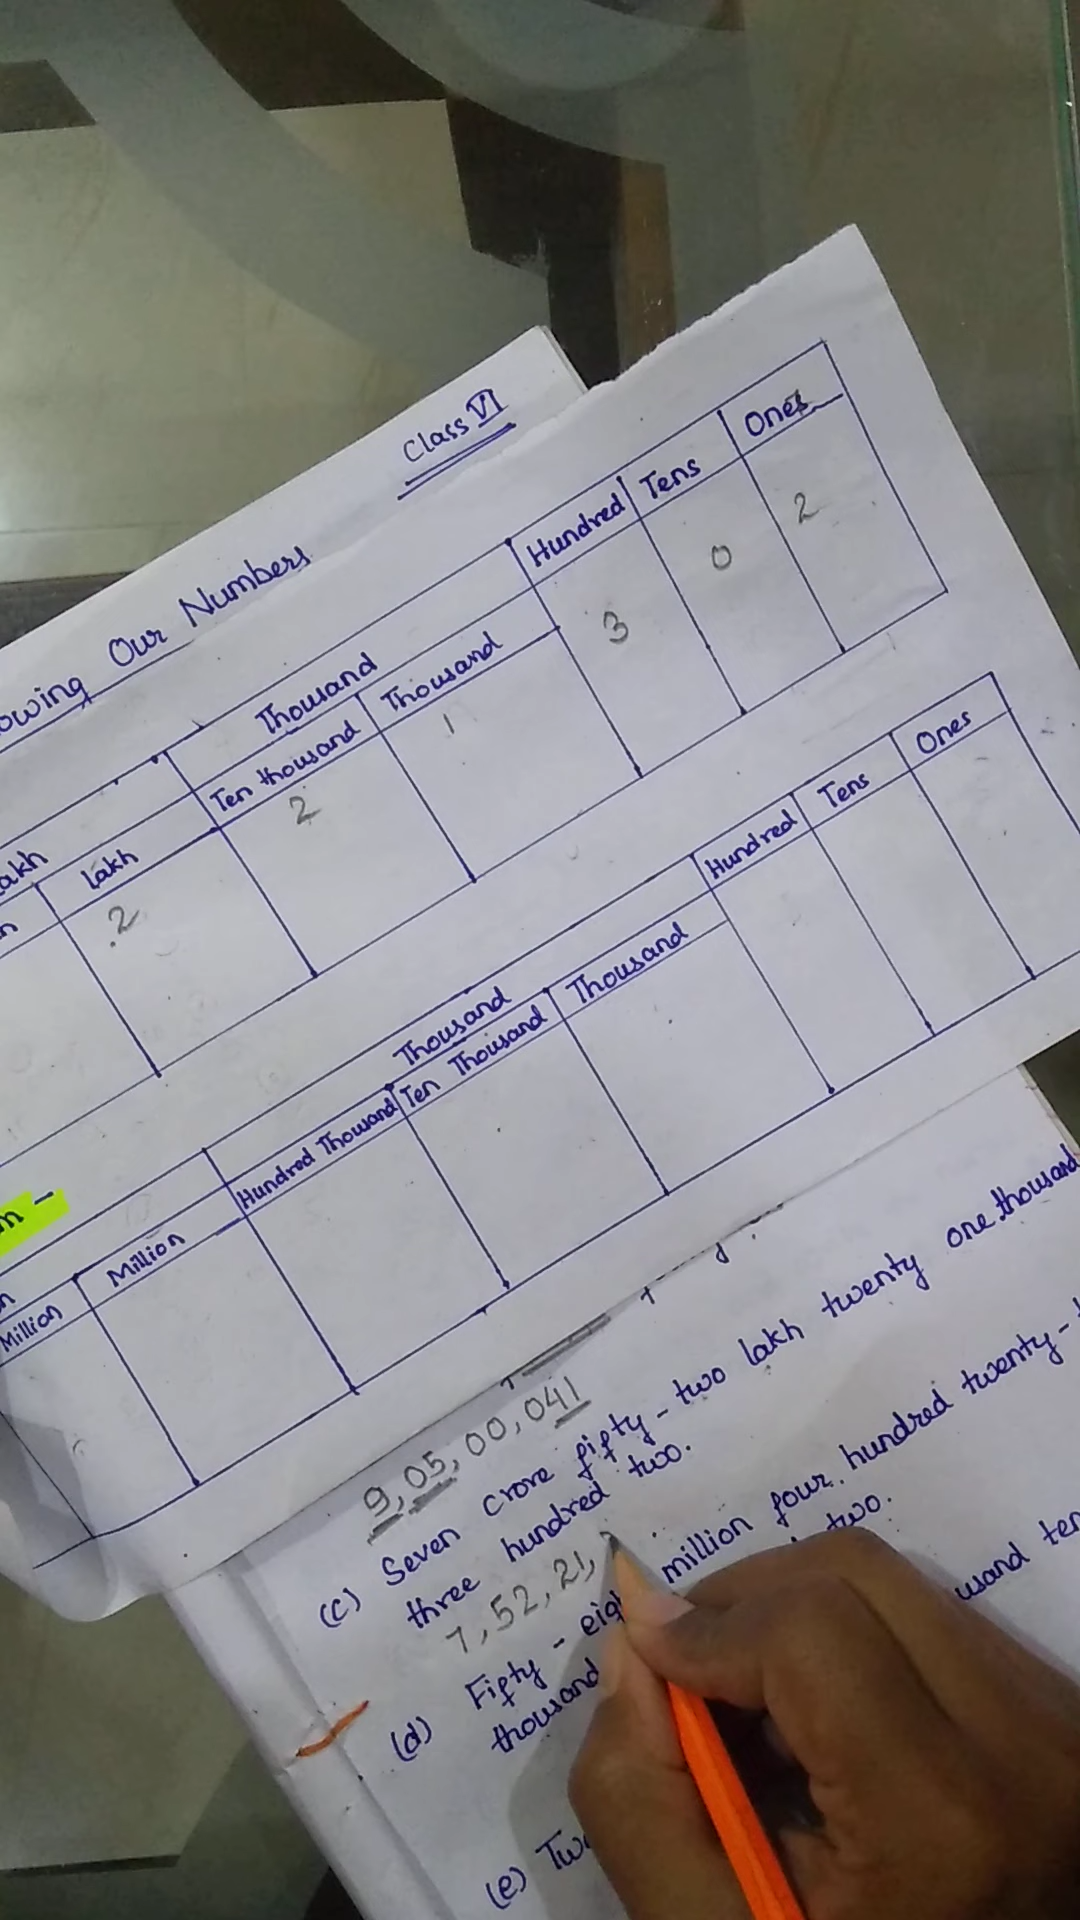 Class VI
owing Our Numbers
akh Thousand Hundred Tens Ones
Lakh Ten thousand Thousand
2 2 1 3 0 2
m -
Thousand Hundred Tens Ones
Million Million Hundred Thousand Ten Thousand Thousand
9,05,00,041
(c) Seven crore fifty-two lakh twenty one thousand
three hundred two.
7,52,21,
(d) Fifty - eig million four hundred twenty-
thousand two.
usand ten
(e) Tw